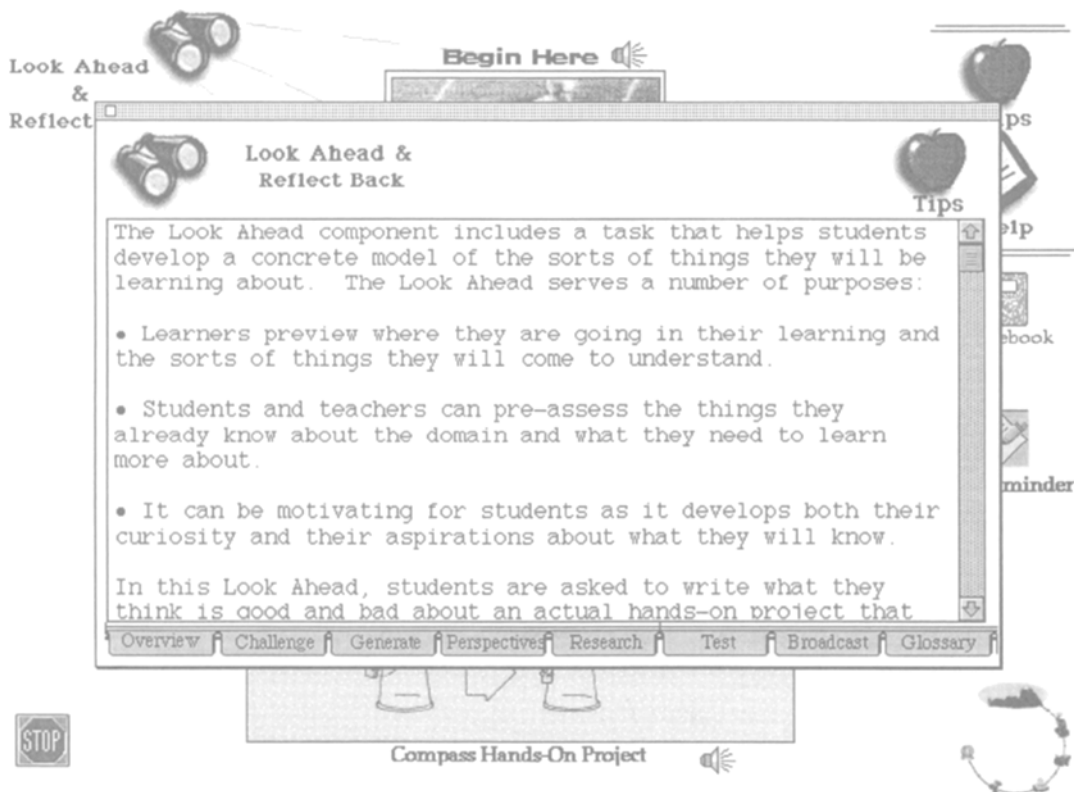 Begin Here
Look Ahead
&
Reflect
ps
Look Ahead &
Reflect Back
Tips
elp
The Look Ahead component includes a task that helps students
develop a concrete model of the sorts of things they will be
learning about.  The Look Ahead serves a number of purposes:
• Learners preview where they are going in their learning and
the sorts of things they will come to understand.
ebook
• Students and teachers can pre-assess the things they
already know about the domain and what they need to learn
more about.
minder
• It can be motivating for students as it develops both their
curiosity and their aspirations about what they will know.
In this Look Ahead, students are asked to write what they
think is good and bad about an actual hands-on project that
Overview Challenge Generate Perspectives Research Test Broadcast Glossary
STOP
Compass Hands-On Project